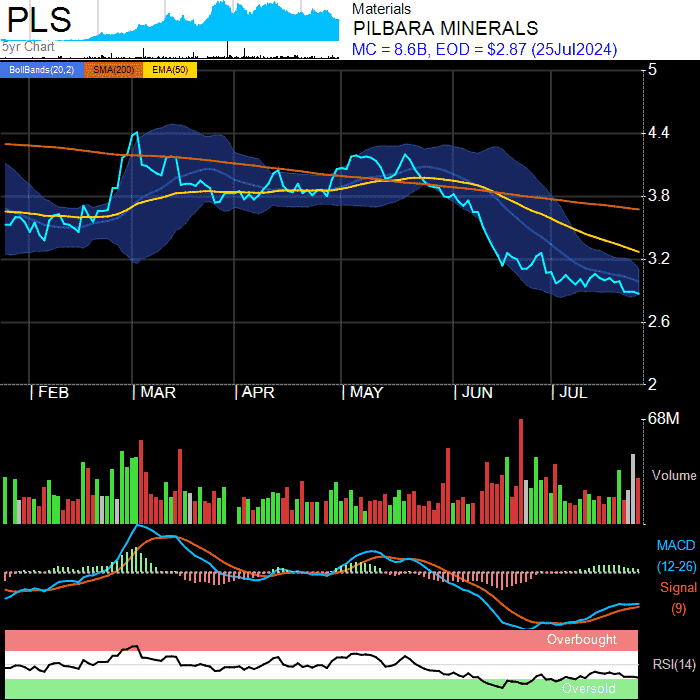 PLS
5yr Chart
Materials
PILBARA MINERALS
MC = 8.6B, EOD = $2.87 (25Jul2024)
BollBands(20,2) SMA(200) EMA(50)
5
4.4
3.8
3.2
2.6
2
FEB MAR APR MAY JUN JUL
68M
Volume
MACD
(12-26)
Signal
(9)
Overbought
RSI(14)
Oversold